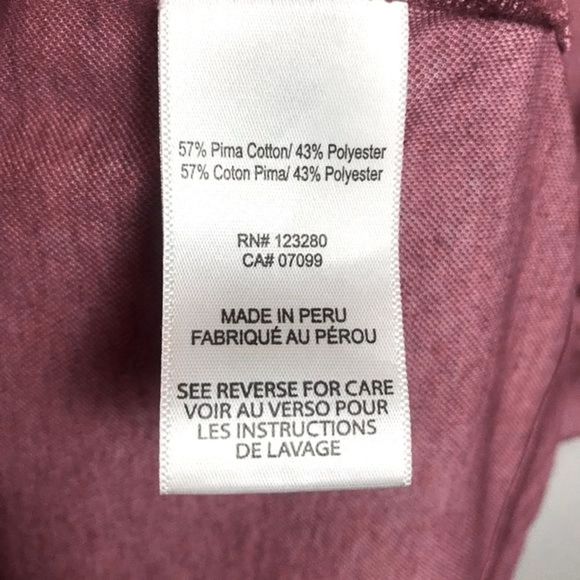 57% Pima Cotton/ 43% Polyester
57% Coton Pima/ 43% Polyester
RN# 123280
CA# 07099
MADE IN PERU
FABRIQUÉ AU PÉROU
SEE REVERSE FOR CARE
VOIR AU VERSO POUR
LES INSTRUCTIONS
DE LAVAGE